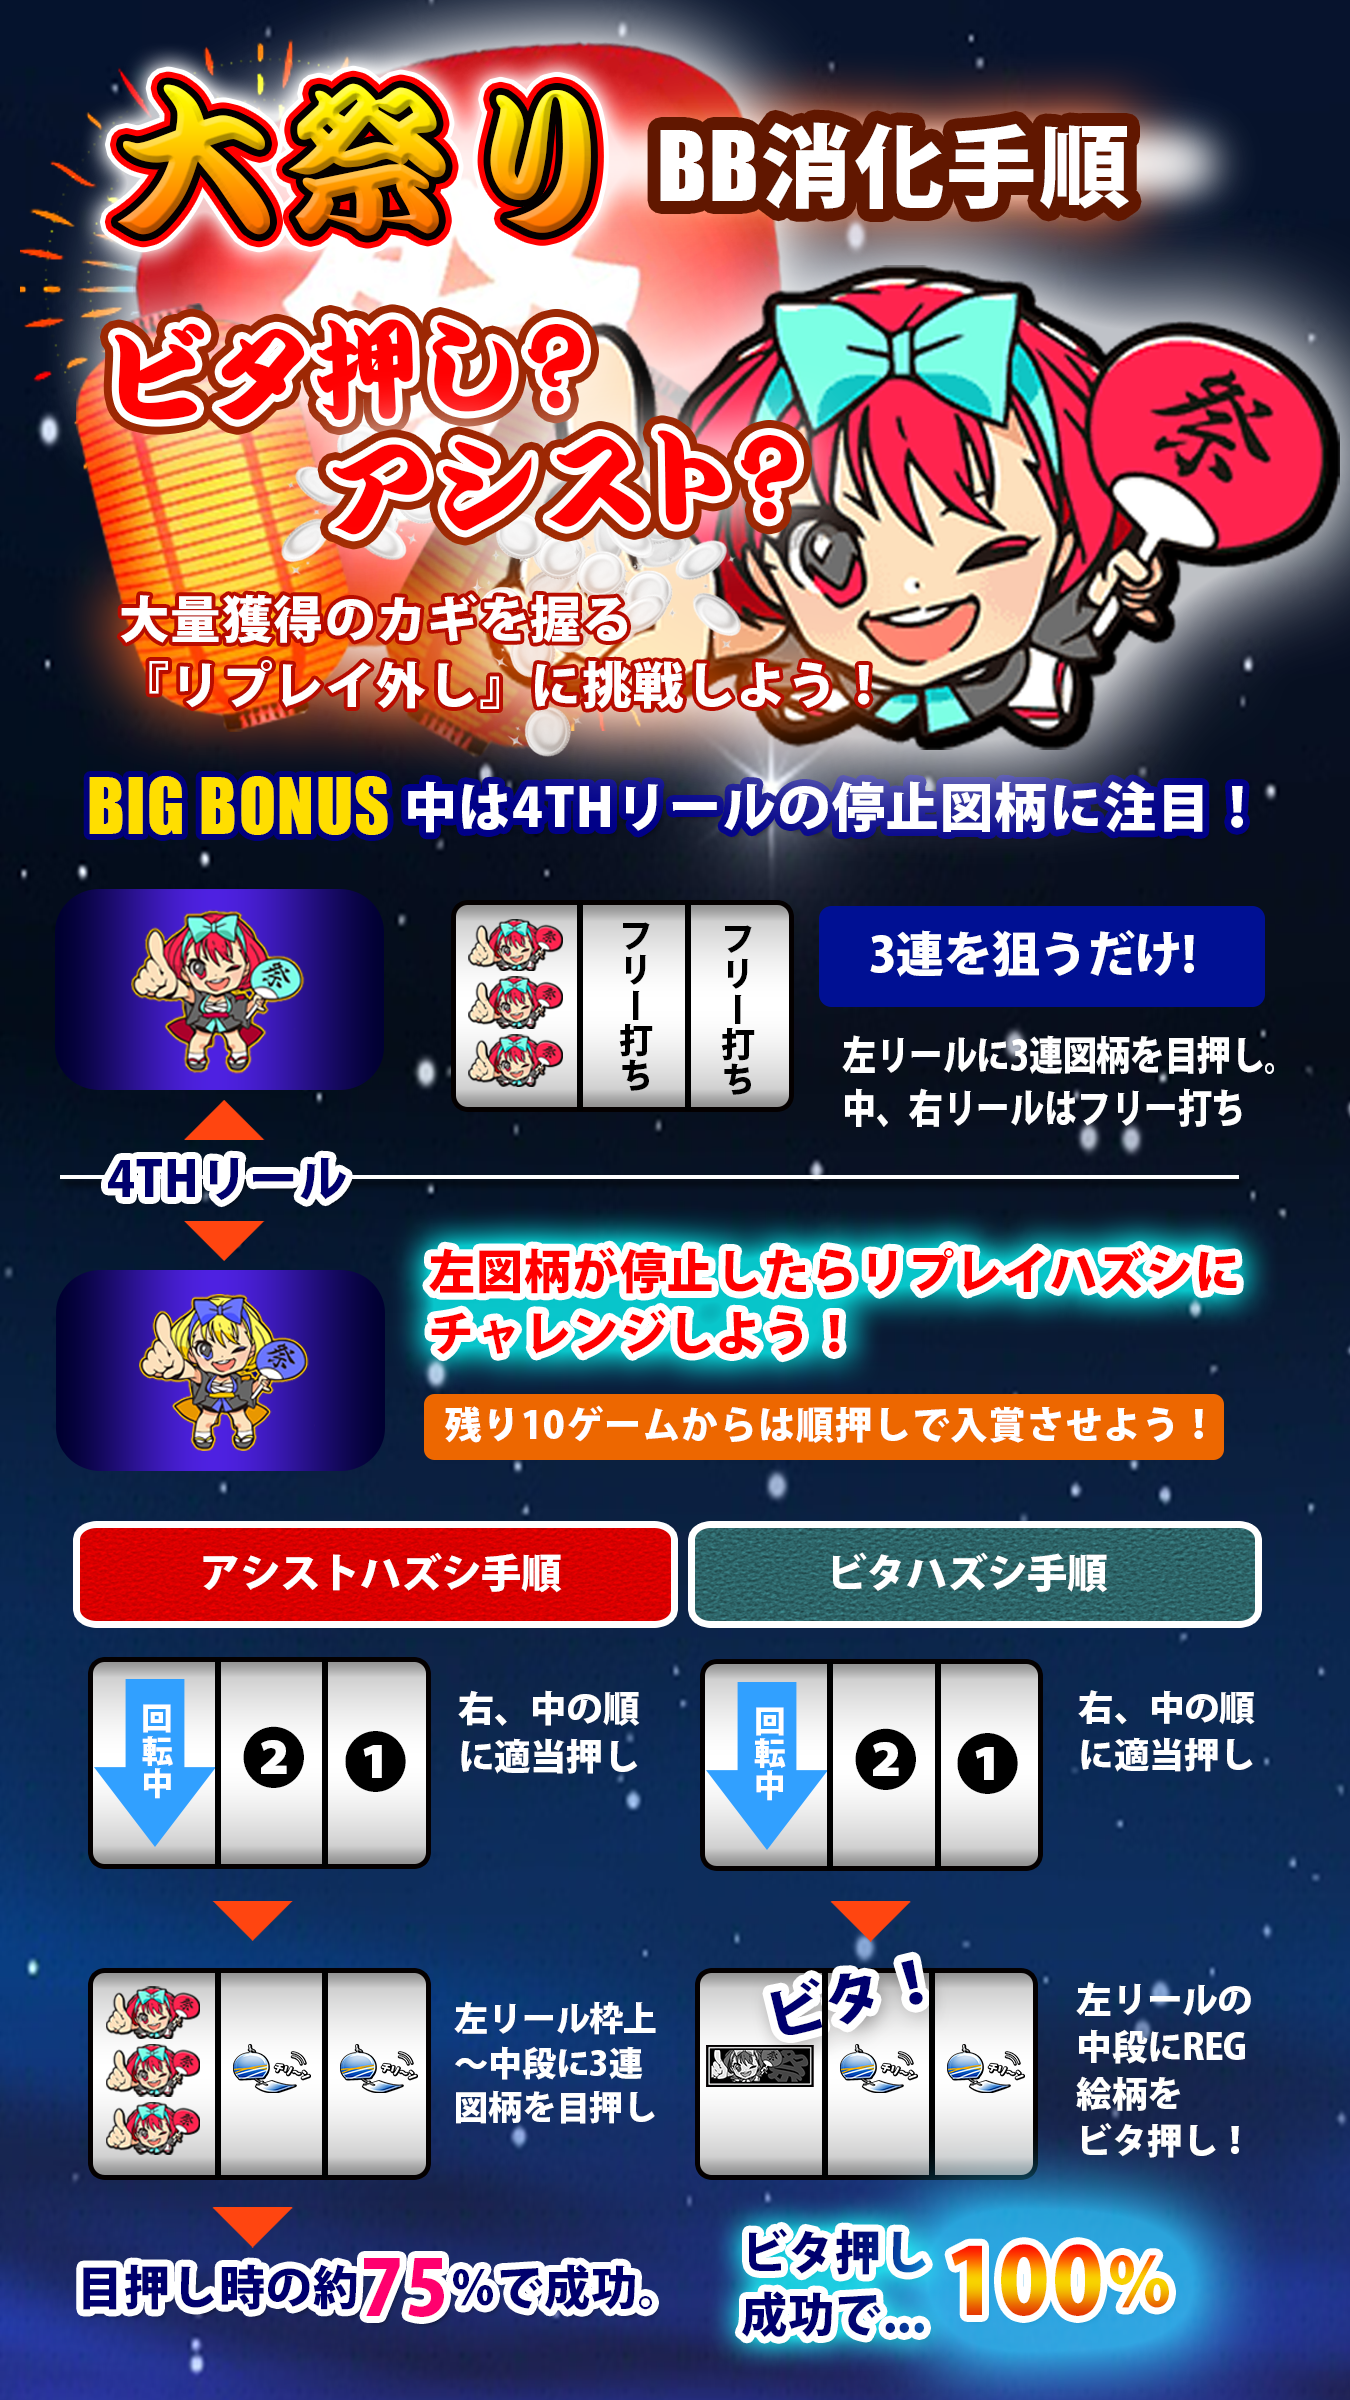 大祭り
BB消化手順
ビタ押し?
アシスト?
大量獲得のカギを握る
『リプレイ外し』に挑戦しよう！
BIG BONUS 中は4THリールの停止図柄に注目！
祭
フリー打ち
フリー打ち
3連を狙うだけ!
左リールに3連図柄を目押し。
中、右リールはフリー打ち
4THリール
左図柄が停止したらリプレイハズシに
チャレンジしよう！
残り10ゲームからは順押しで入賞させよう！
祭
アシストハズシ手順
ビタハズシ手順
回転中
2
1
右、中の順
に適当押し
回転中
2
1
右、中の順
に適当押し
チリ〜ン
チリ〜ン
左リール枠上
〜中段に3連
図柄を目押し
ビタ！
チリ〜ン
チリ〜ン
左リールの
中段にREG
絵柄を
ビタ押し！
目押し時の約75%で成功。
ビタ押し
成功で...
100%